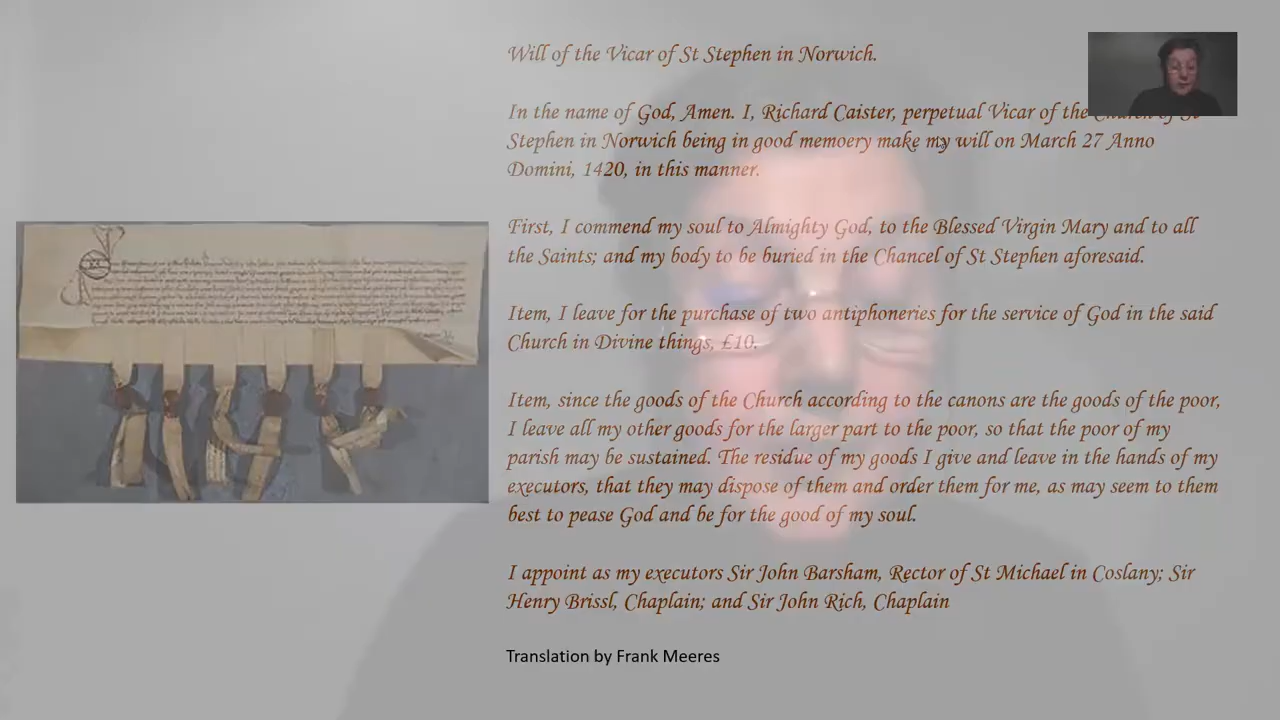 Will of the Vicar of St Stephen in Norwich.
In the name of God, Amen. I, Richard Caister, perpetual Vicar of the Church of St
Stephen in Norwich being in good memoery make my will on March 27 Anno
Domini, 1420, in this manner.
First, I commend my soul to Almighty God, to the Blessed Virgin Mary and to all
the Saints; and my body to be buried in the Chancel of St Stephen aforesaid.
Item, I leave for the purchase of two antiphoneries for the service of God in the said
Church in Divine things, £10.
Item, since the goods of the Church according to the canons are the goods of the poor,
I leave all my other goods for the larger part to the poor, so that the poor of my
parish may be sustained. The residue of my goods I give and leave in the hands of my
executors, that they may dispose of them and order them for me, as may seem to them
best to pease God and be for the good of my soul.
I appoint as my executors Sir John Barsham, Rector of St Michael in Coslany; Sir
Henry Brissl, Chaplain; and Sir John Rich, Chaplain
Translation by Frank Meeres